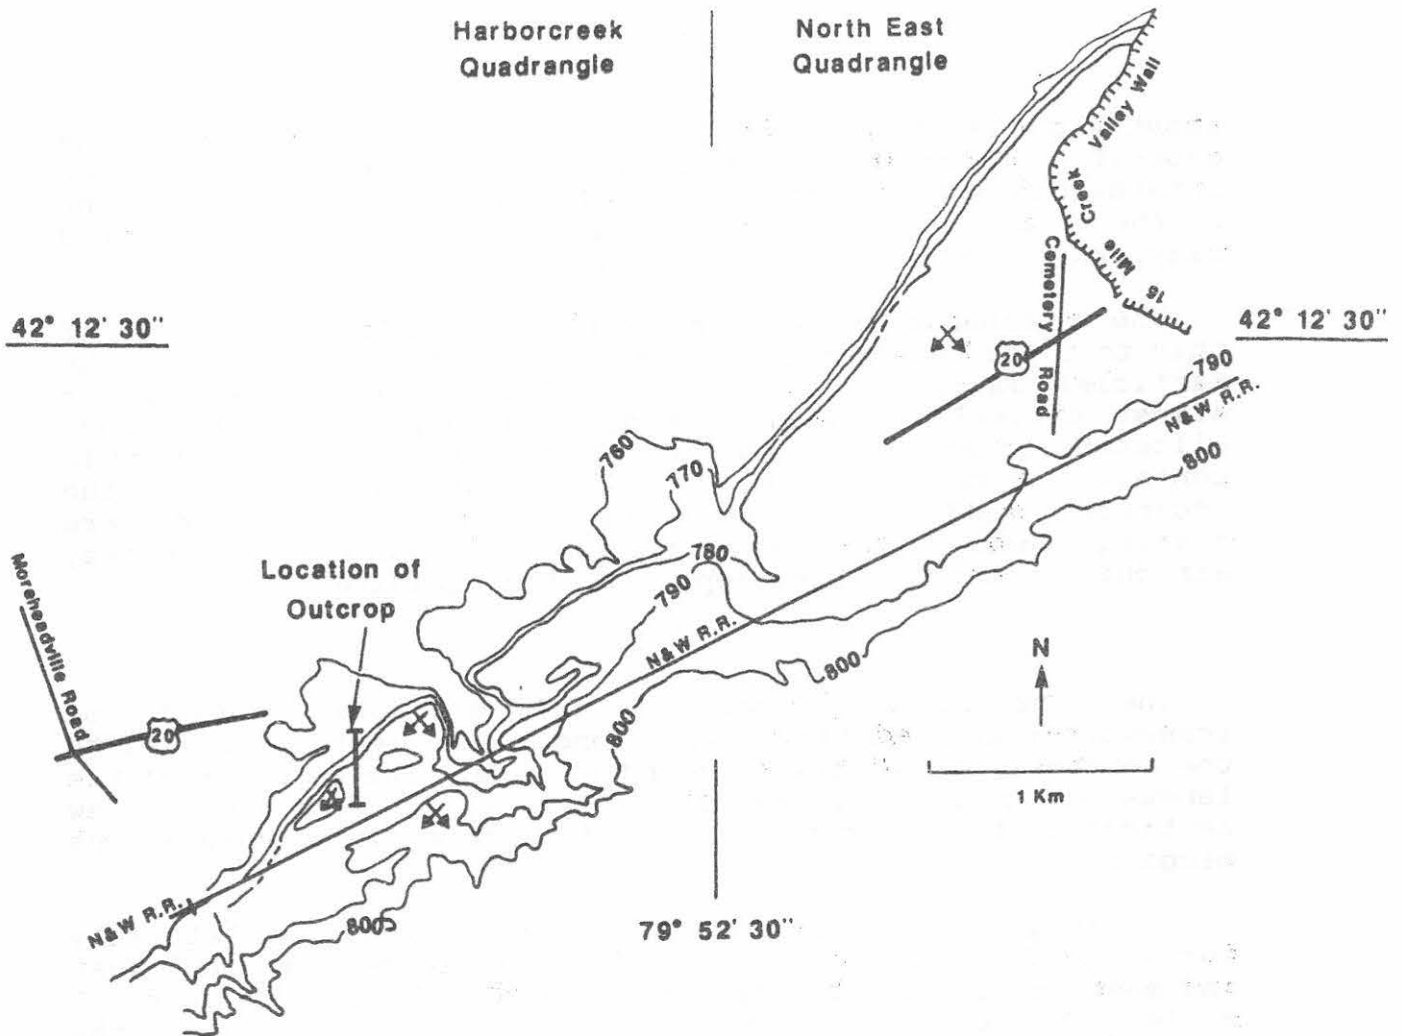 Harborcreek
Quadrangle
North East
Quadrangle
Valley Wall
Creek
Mile
16
Cemetery
Road
42° 12' 30"
42° 12' 30"
20
790
N&W R.R.
800
760
770
780
790
N&W R.R.
800
800
Location of
Outcrop
Moreheadville Road
20
N
1 Km
N&W R.R.
800
79° 52' 30"